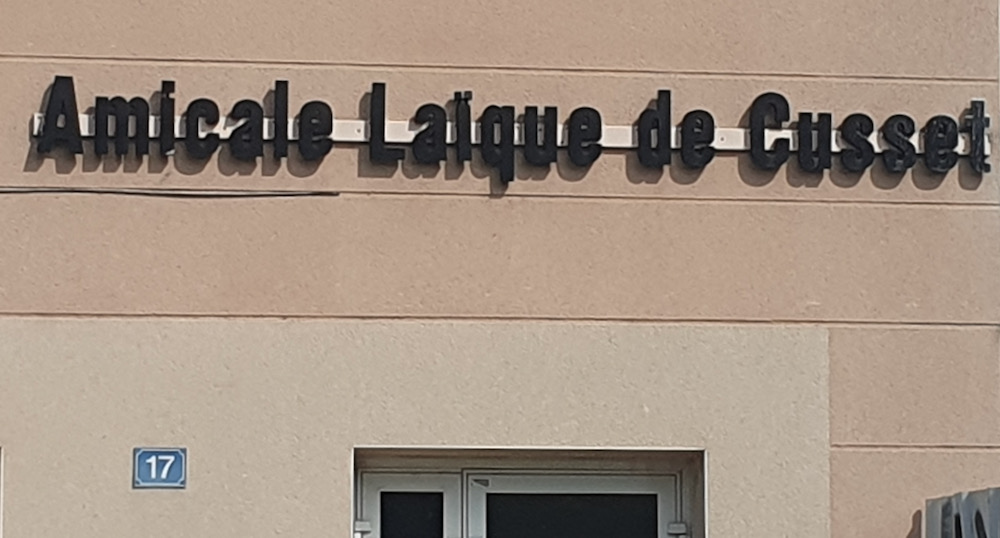 Amicale Laïque de Cusset
17